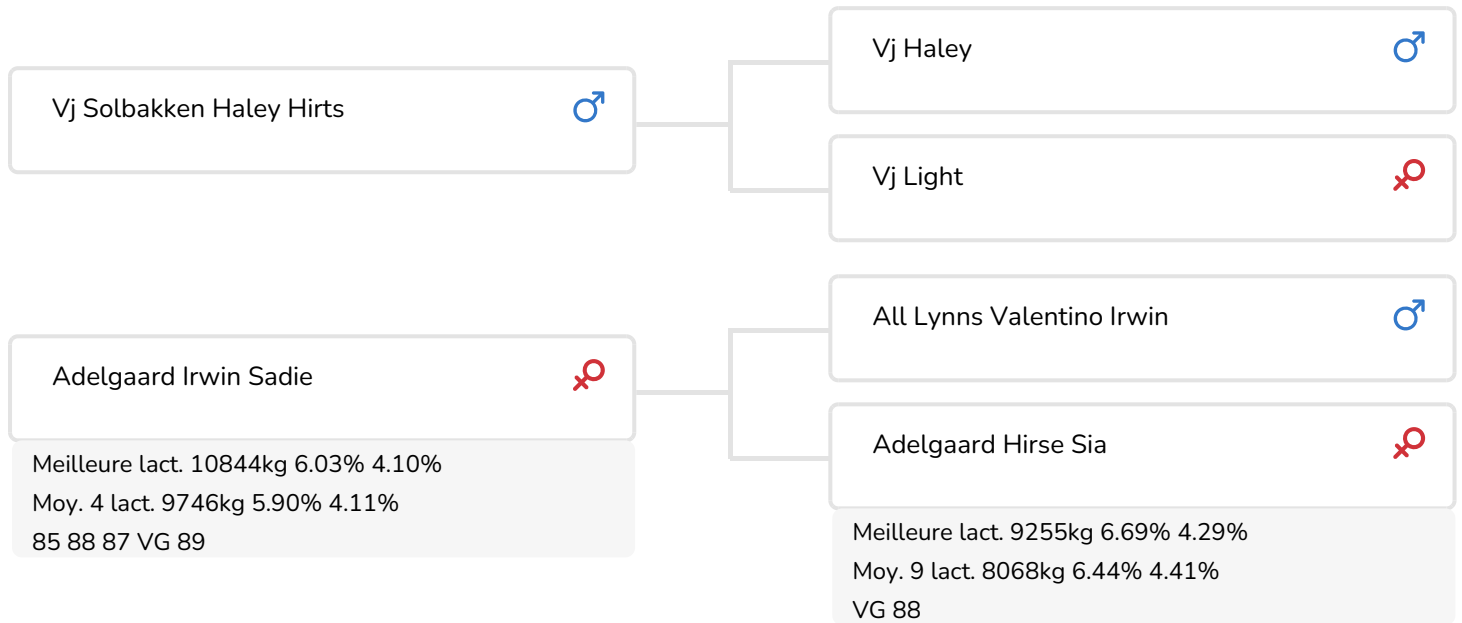 Vj Solbakken Haley Hirts
Vj Haley
Vj Light
Adelgaard Irwin Sadie
Meilleure lact. 10844kg 6.03% 4.10%
Moy. 4 lact. 9746kg 5.90% 4.11%
85 88 87 VG 89
All Lynns Valentino Irwin
Adelgaard Hirse Sia
Meilleure lact. 9255kg 6.69% 4.29%
Moy. 9 lact. 8068kg 6.44% 4.41%
VG 88